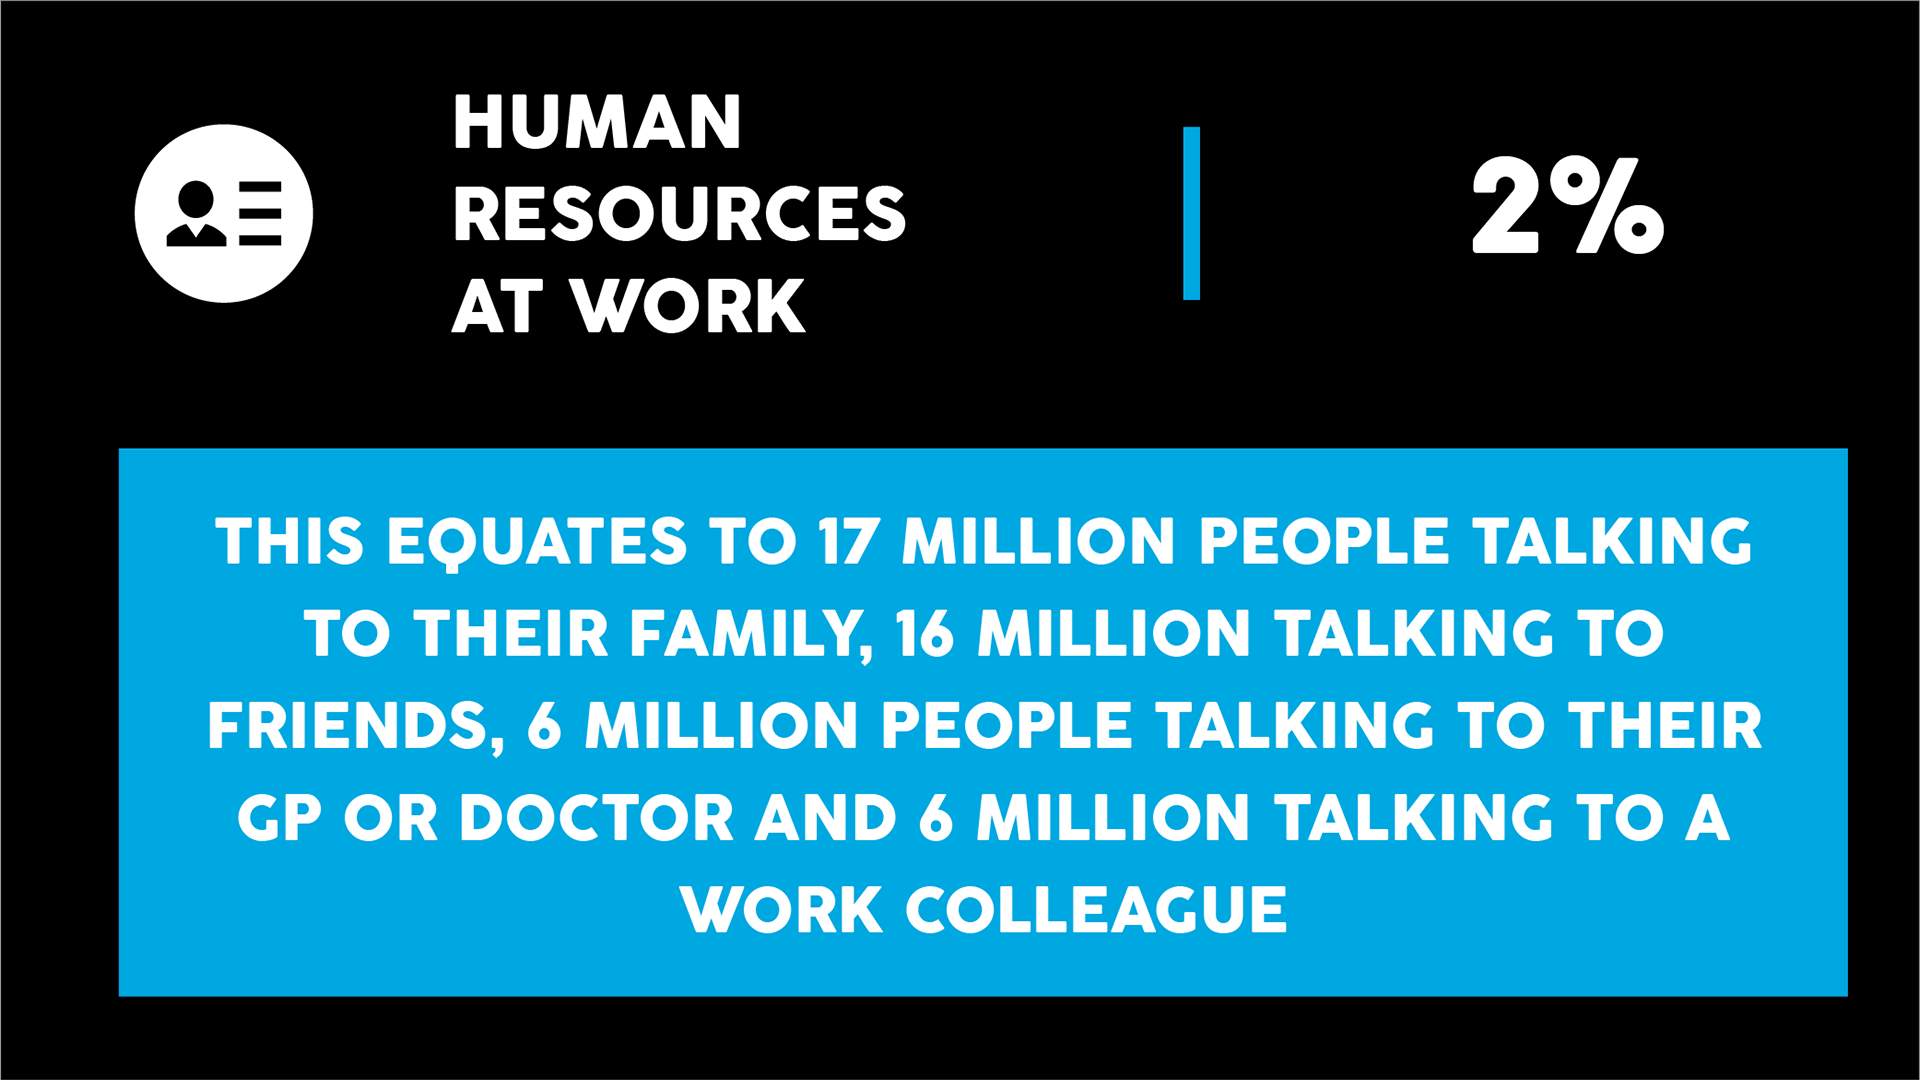 HUMAN
RESOURCES
AT WORK
2%
THIS EQUATES TO 17 MILLION PEOPLE TALKING
TO THEIR FAMILY, 16 MILLION TALKING TO
FRIENDS, 6 MILLION PEOPLE TALKING TO THEIR
GP OR DOCTOR AND 6 MILLION TALKING TO A
WORK COLLEAGUE